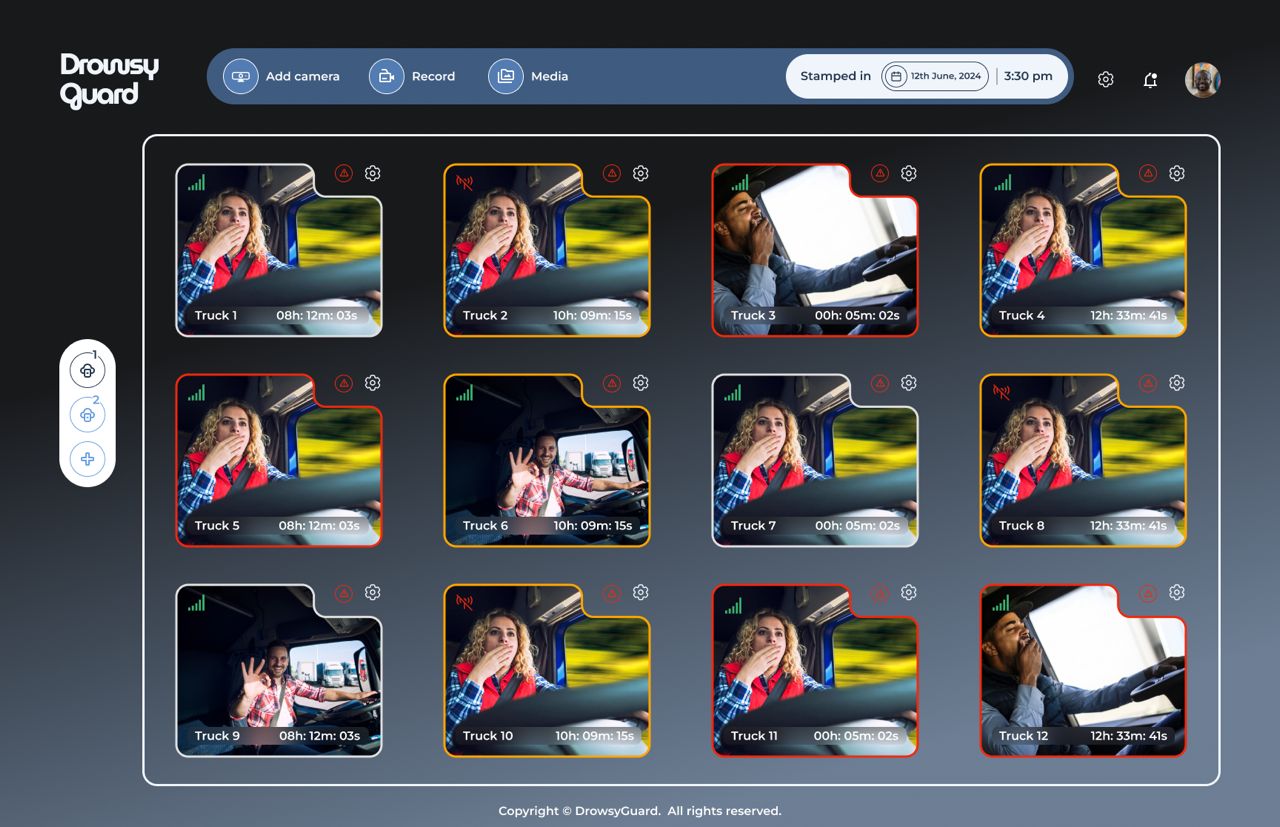 Drowsy
Guard
Add camera
Record
Media
Stamped in
12th June, 2024
3:30 pm
Truck 1 08h: 12m: 03s
Truck 2 10h: 09m: 15s
Truck 3 00h: 05m: 02s
Truck 4 12h: 33m: 41s
1
2
Truck 5 08h: 12m: 03s
Truck 6 10h: 09m: 15s
Truck 7 00h: 05m: 02s
Truck 8 12h: 33m: 41s
Truck 9 08h: 12m: 03s
Truck 10 10h: 09m: 15s
Truck 11 00h: 05m: 02s
Truck 12 12h: 33m: 41s
Copyright © DrowsyGuard. All rights reserved.